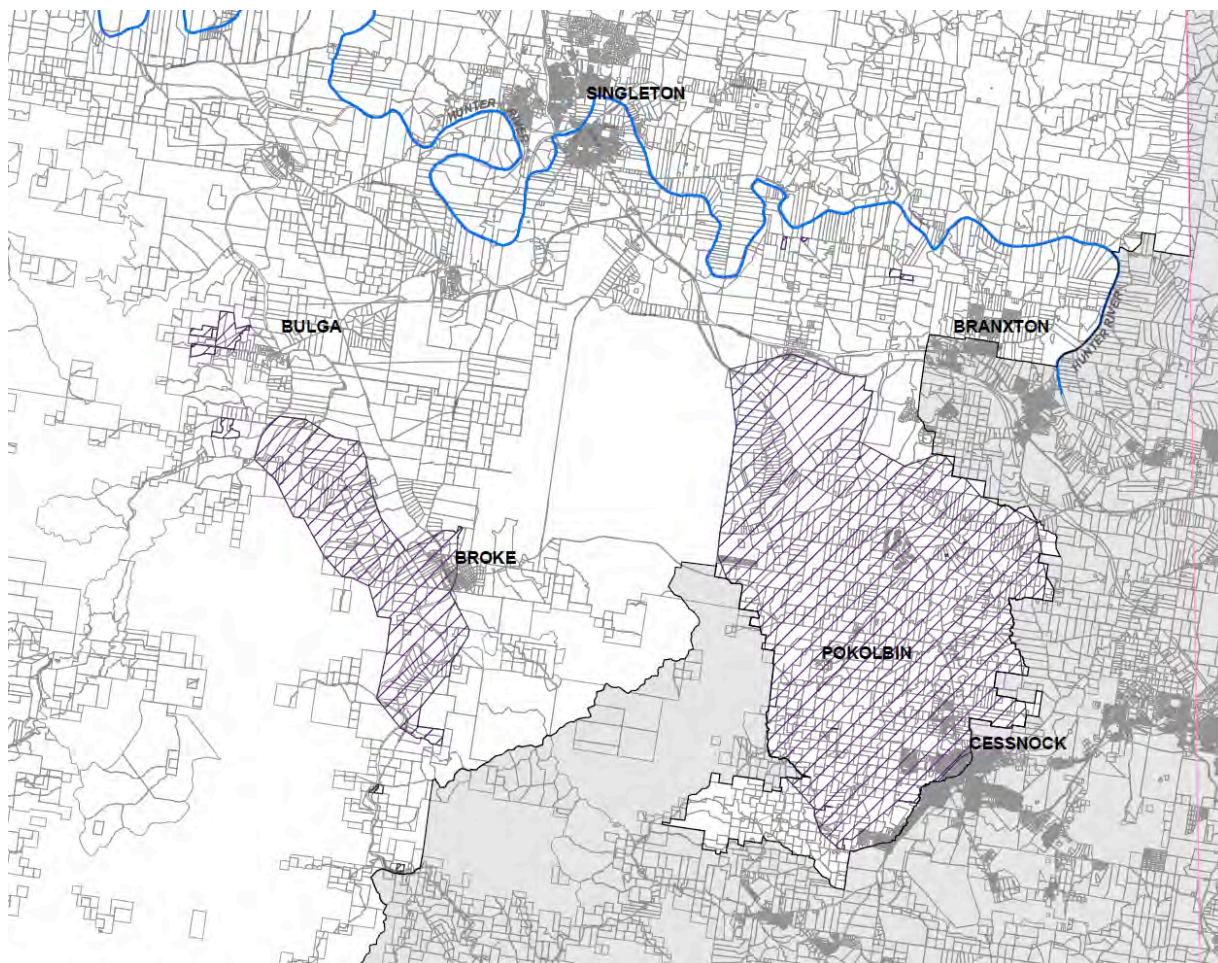 SINGLETON
HUNTER RIVER
BULGA
BRANXTON
HUNTER RIVER
BROKE
POKOLBIN
CESSNOCK